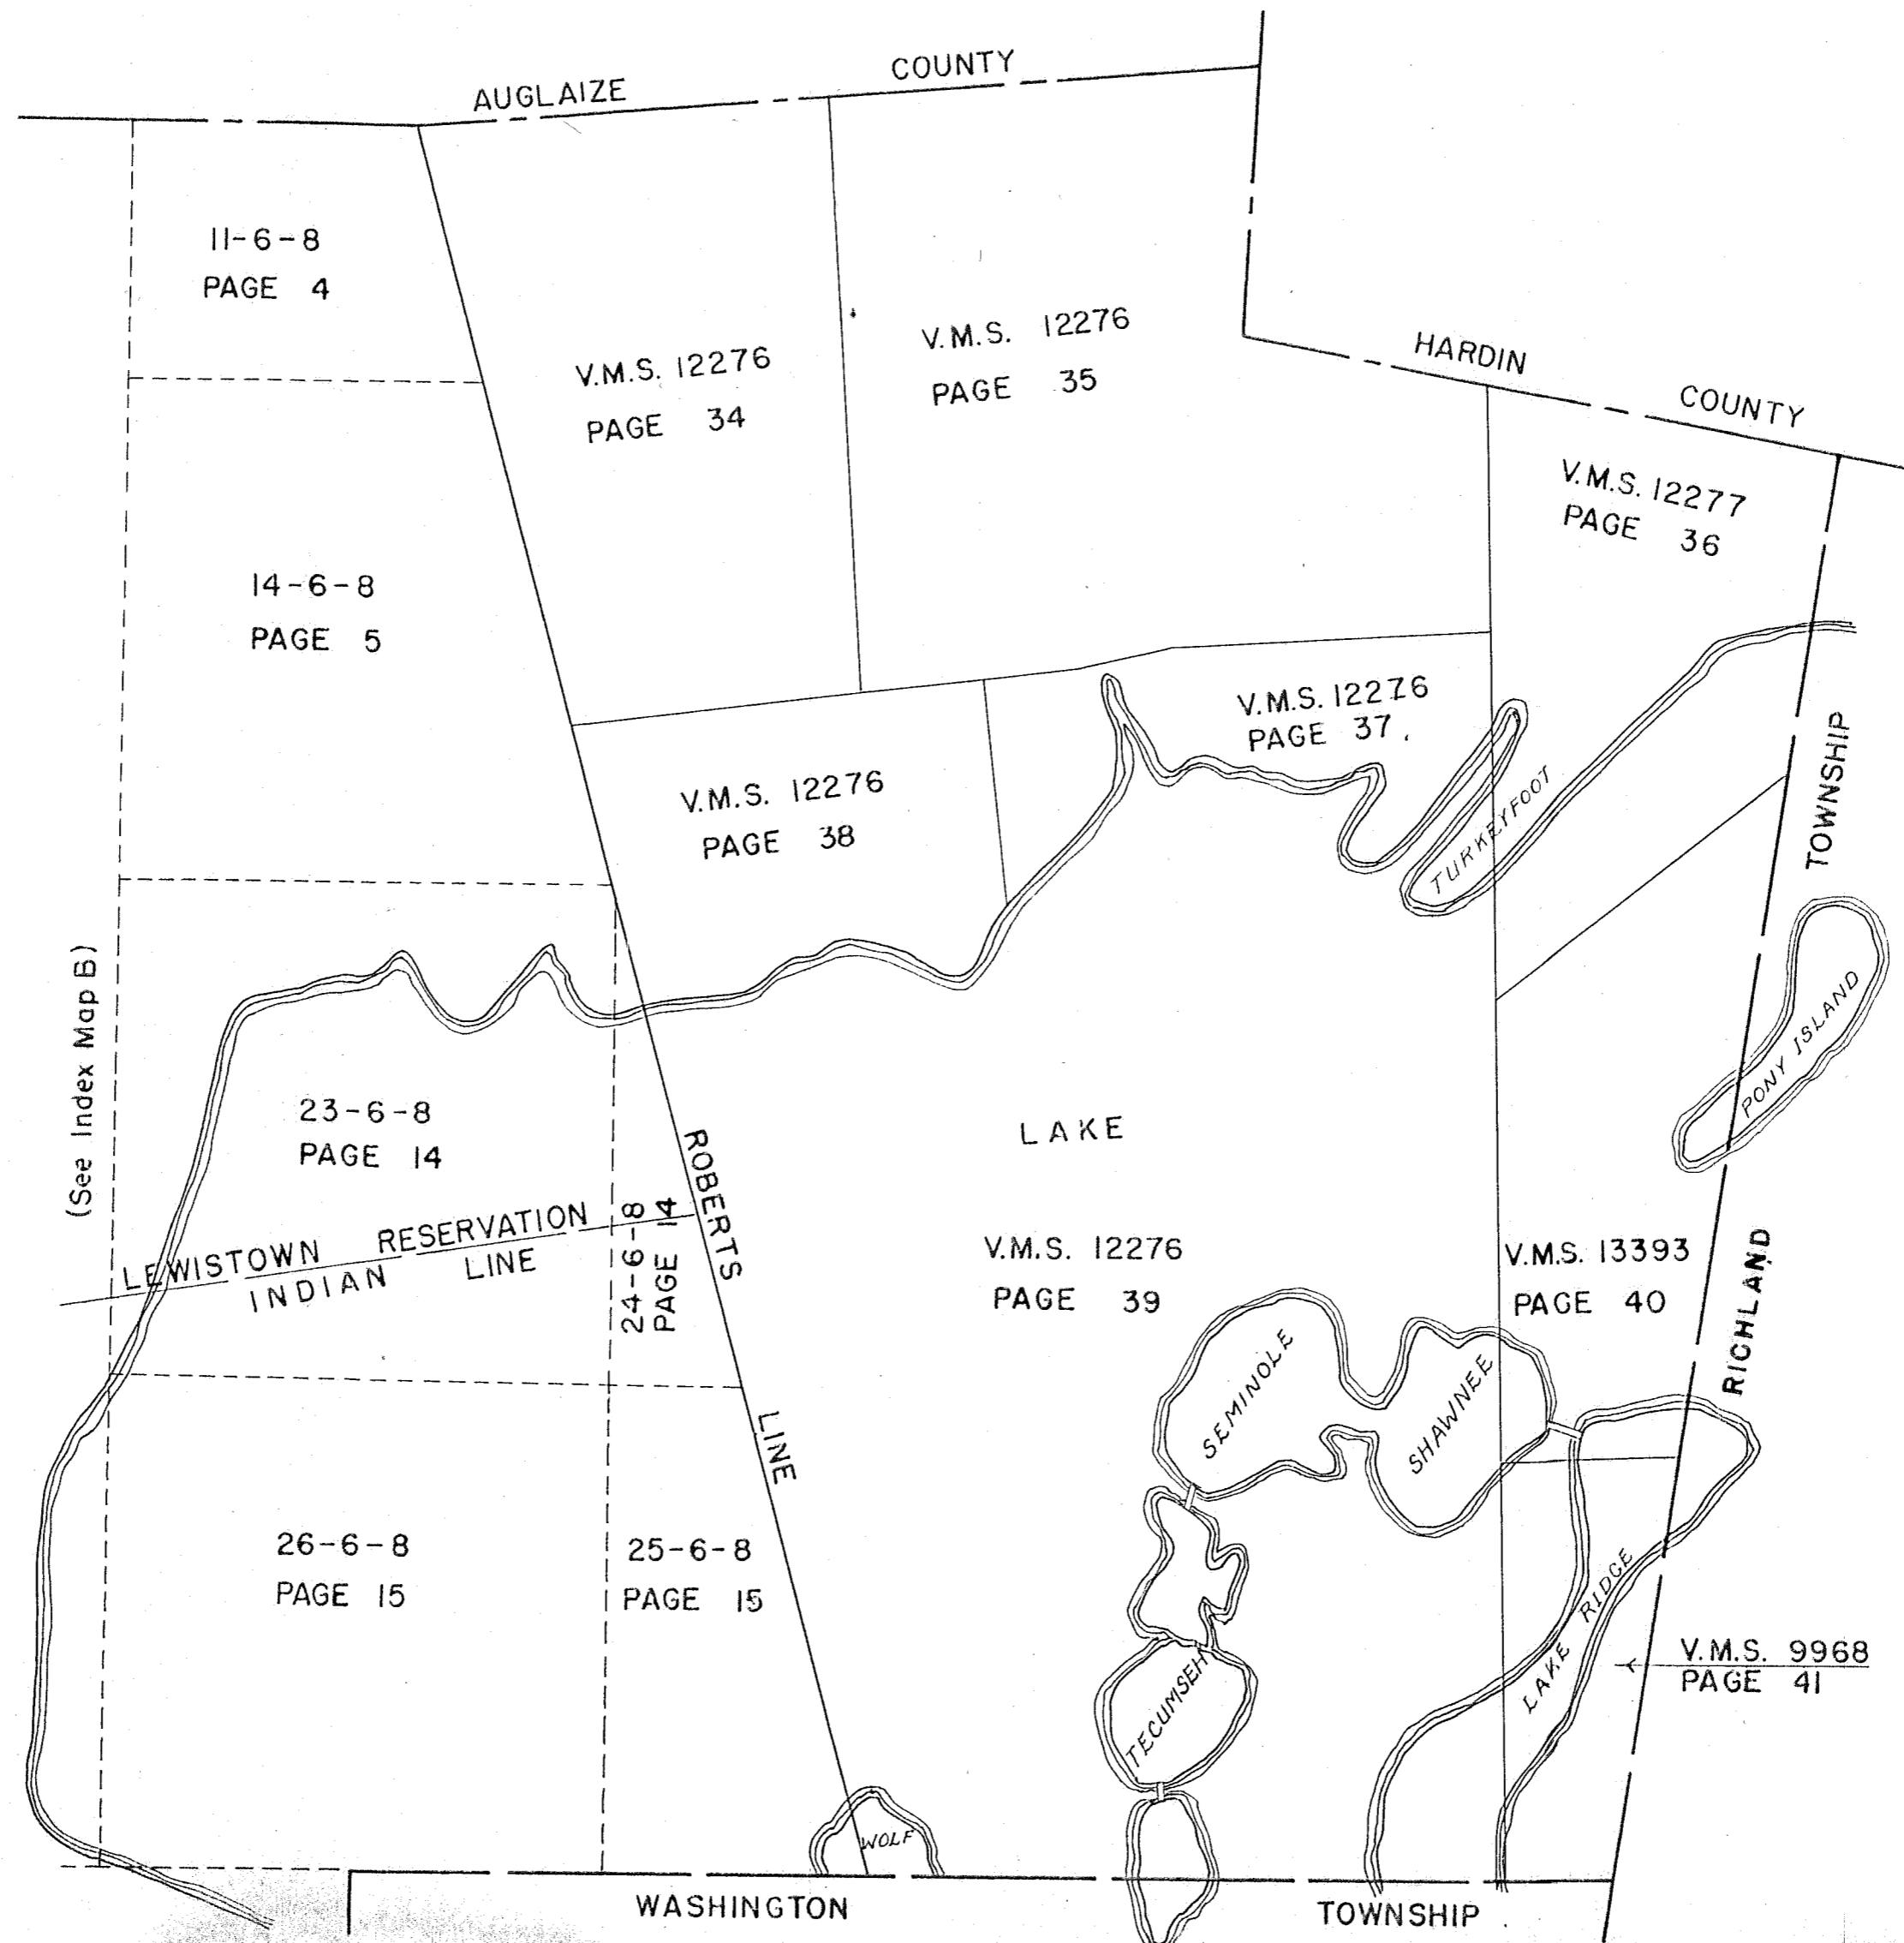 AUGLAIZE COUNTY
11-6-8
PAGE 4
V.M.S. 12276
PAGE 34
V.M.S. 12276
PAGE 35
HARDIN COUNTY
V.M.S. 12277
PAGE 36
14-6-8
PAGE 5
V.M.S. 12276
PAGE 37
V.M.S. 12276
PAGE 38
TURKEYFOOT
RICHLAND TOWNSHIP
PONY ISLAND
(See Index Map B)
23-6-8
PAGE 14
LEWISTOWN RESERVATION
INDIAN LINE
24-6-8
PAGE 14
ROBERTS LINE
LAKE
V.M.S. 12276
PAGE 39
V.M.S. 13393
PAGE 40
SEMINOLE
SHAWNEE
26-6-8
PAGE 15
25-6-8
PAGE 15
LAKE RIDGE
TECUMSEH
V.M.S. 9968
PAGE 41
WOLF
WASHINGTON TOWNSHIP